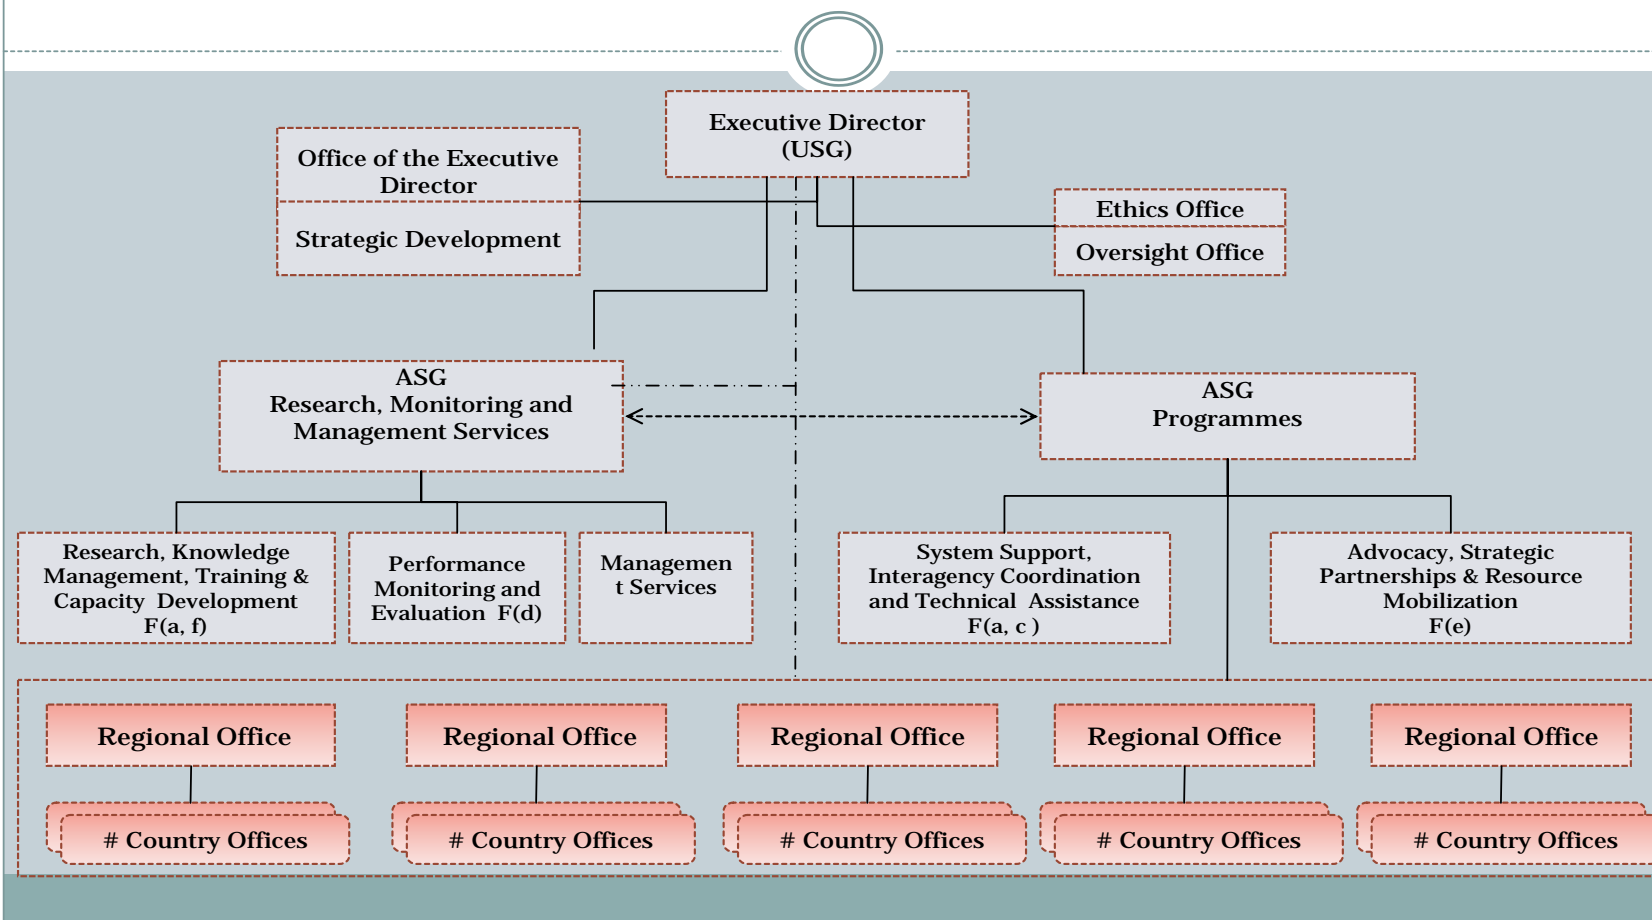 Executive Director
(USG)
Office of the Executive
Director
Strategic Development
Ethics Office
Oversight Office
ASG
Research, Monitoring and
Management Services
ASG
Programmes
Research, Knowledge
Management, Training &
Capacity Development
F(a, f)
Performance
Monitoring and
Evaluation F(d)
Managemen
t Services
System Support,
Interagency Coordination
and Technical Assistance
F(a, c )
Advocacy, Strategic
Partnerships & Resource
Mobilization
F(e)
Regional Office
Regional Office
Regional Office
Regional Office
Regional Office
# Country Offices
# Country Offices
# Country Offices
# Country Offices
# Country Offices